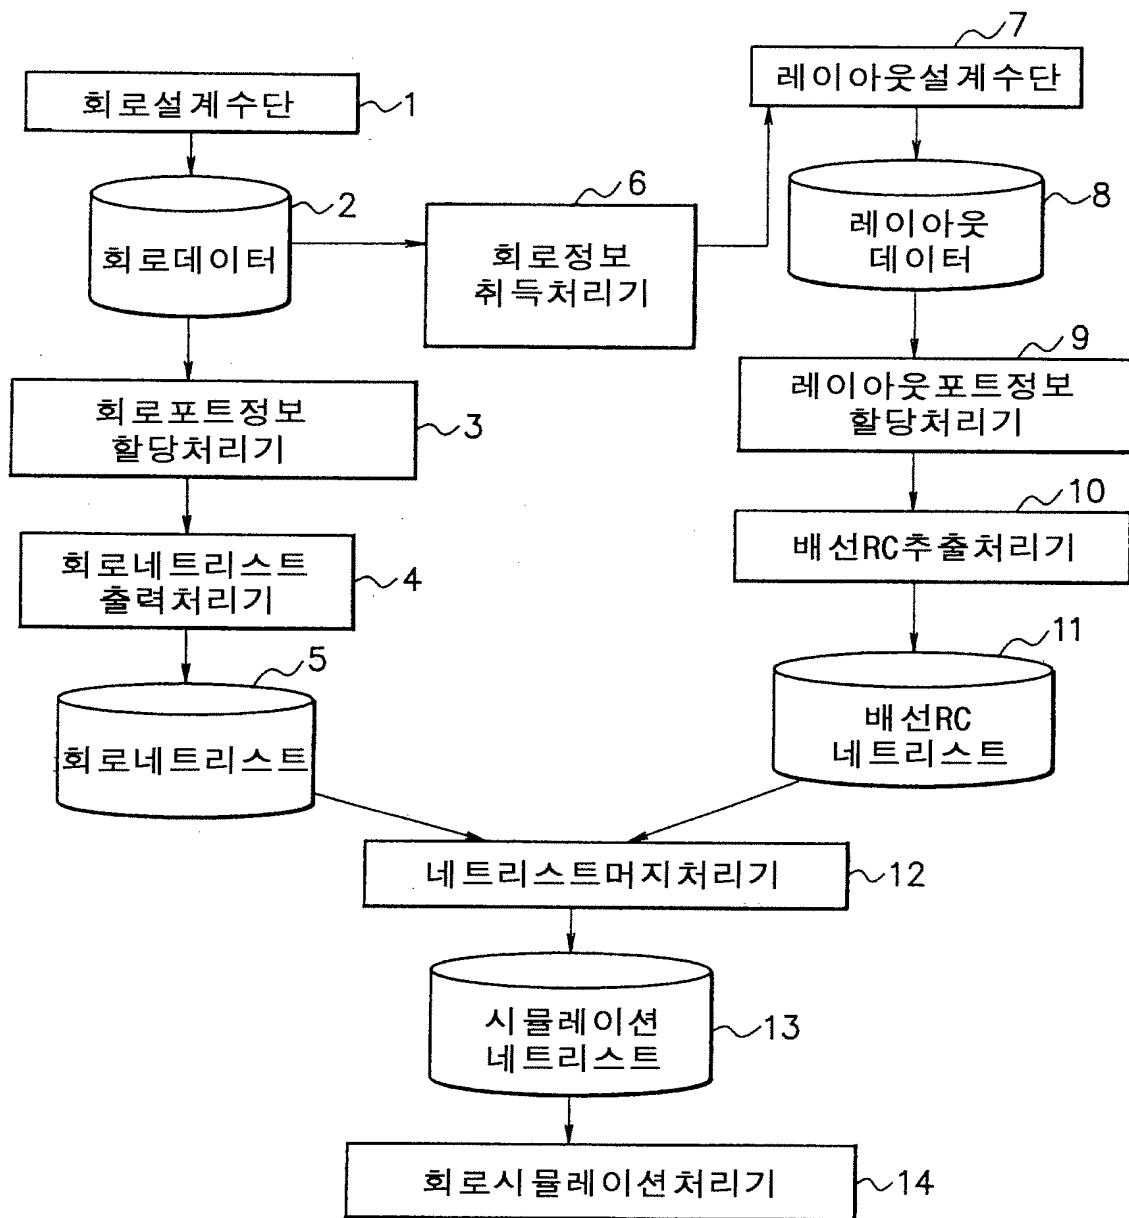 회로설계수단
1
회로데이터
2
회로포트정보
할당처리기
3
회로네트리스트
출력처리기
4
회로네트리스트
5
회로정보
취득처리기
6
레이아웃설계수단
7
레이아웃
데이터
8
레이아웃포트정보
할당처리기
9
배선RC추출처리기
10
배선RC
네트리스트
11
네트리스트머지처리기
12
시뮬레이션
네트리스트
13
회로시뮬레이션처리기
14